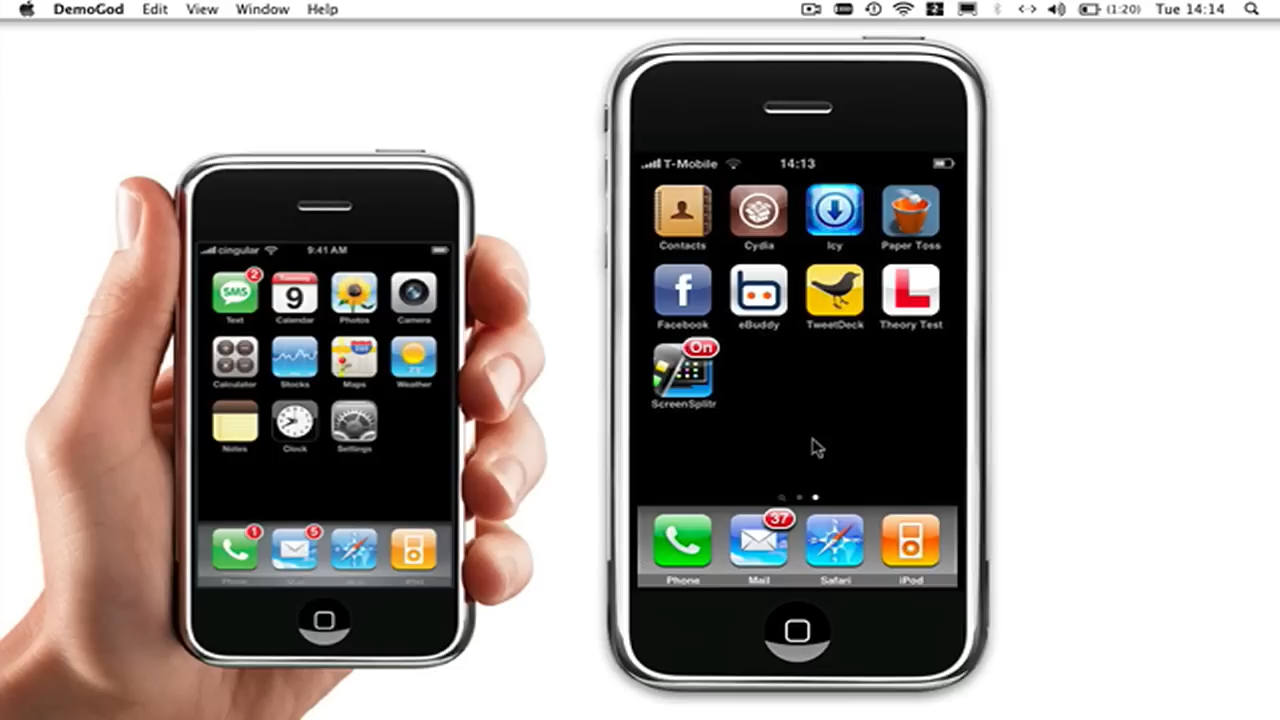 DemoGod Edit View Window Help (1:20) Tue 14:14
cingular 9:41 AM
2
SMS 9
Text Calendar Photos Camera
Calculator Stocks Maps Weather
Notes Clock Settings
1 5
Phone
T-Mobile 14:13
Contacts Cydia Icy Paper Toss
f b L
Facebook eBuddy TweetDeck Theory Test
On
ScreenSplitr
37
Phone Mail Safari iPod